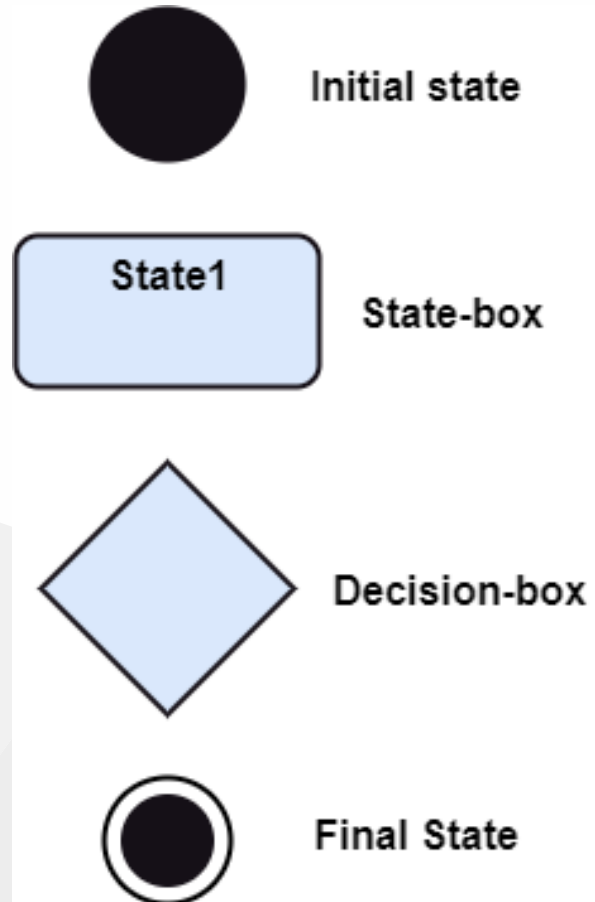 Initial state
State1
State-box
Decision-box
Final State